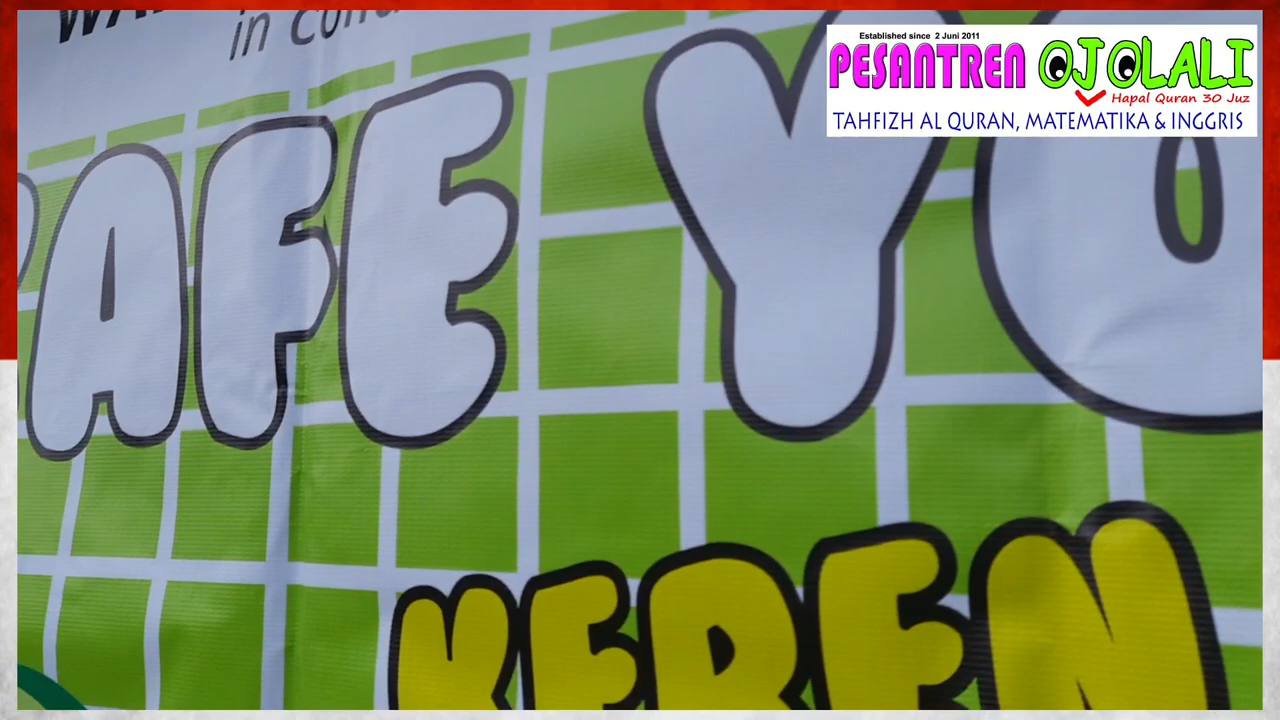 in
AFE YO
KEREN
Established since 2 Juni 2011
PESANTREN OJOLALI
Hapal Quran 30 Juz
TAHFIZH AL QURAN, MATEMATIKA & INGGRIS